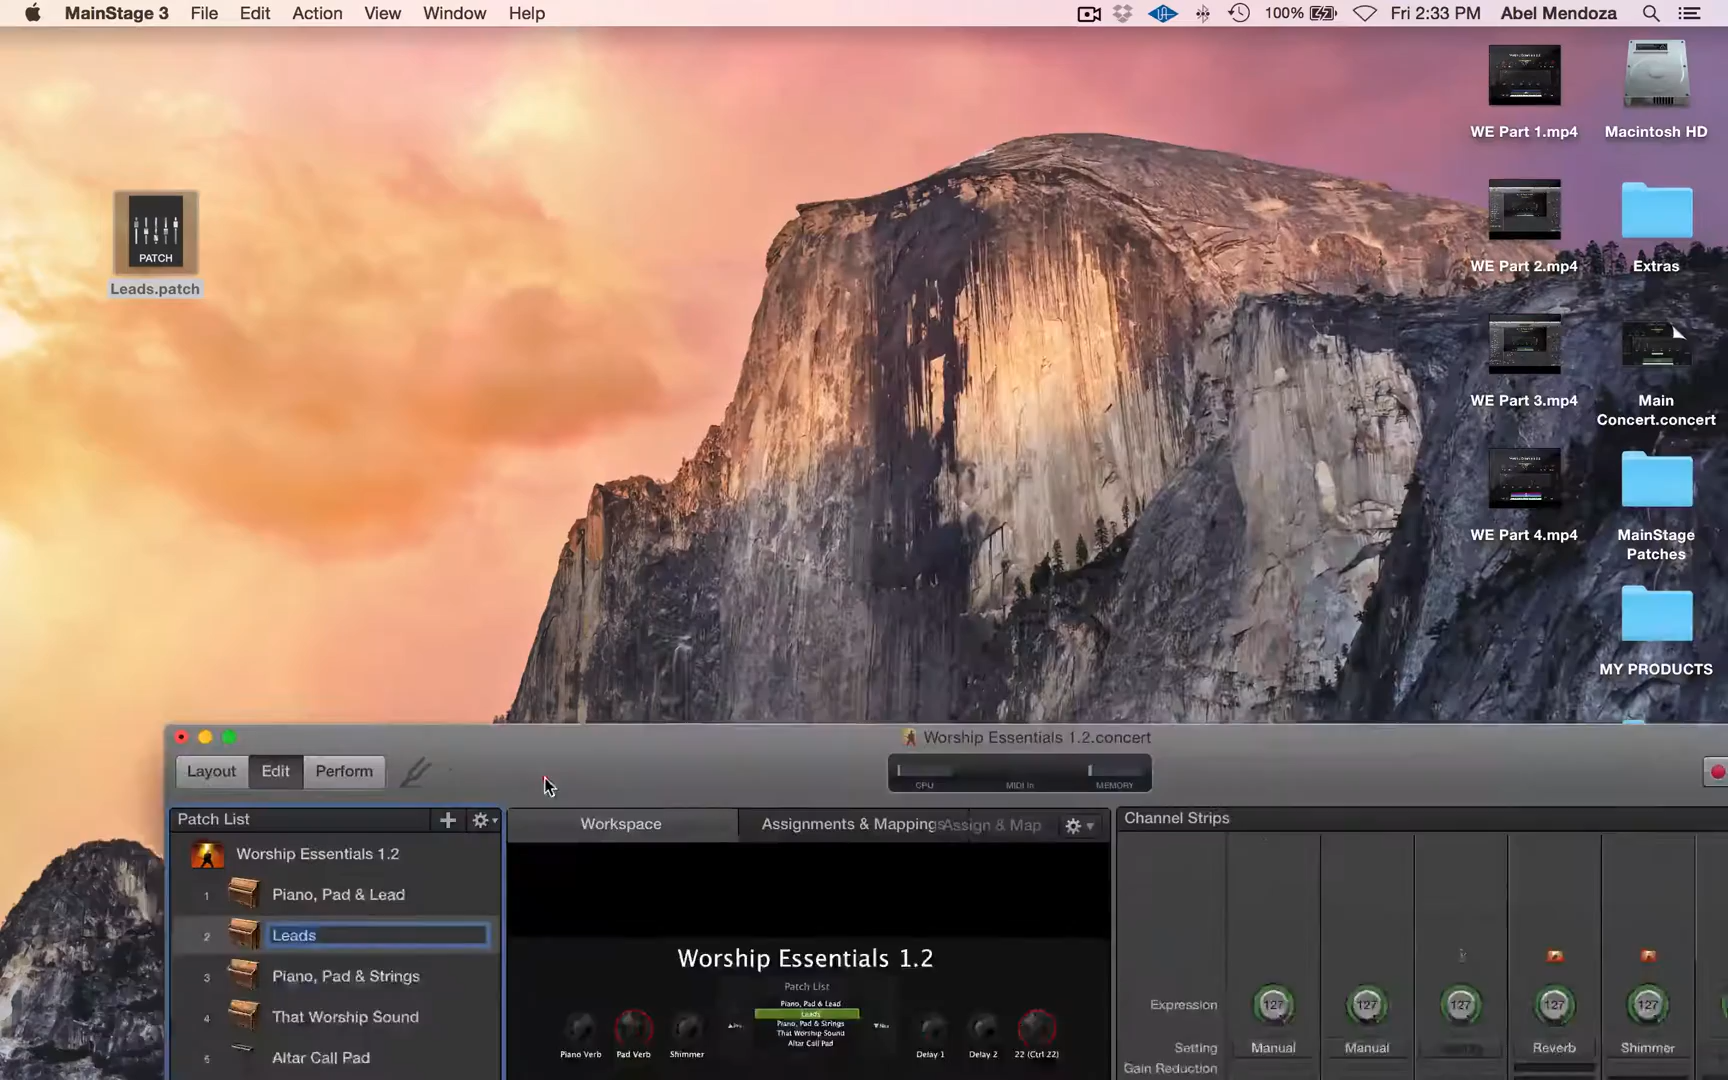 MainStage 3 File Edit Action View Window Help 100% Fri 2:33 PM Abel Mendoza
WE Part 1.mp4
Macintosh HD
PATCH
Leads.patch
WE Part 2.mp4
Extras
WE Part 3.mp4
Main
Concert.concert
WE Part 4.mp4
MainStage
Patches
MY PRODUCTS
Worship Essentials 1.2.concert
Layout Edit Perform
CPU MIDI In MEMORY
Patch List
Workspace
Assignments & Mappings
Assign & Map
Channel Strips
Worship Essentials 1.2
1 Piano, Pad & Lead
2 Leads
3 Piano, Pad & Strings
4 That Worship Sound
5 Altar Call Pad
Worship Essentials 1.2
Patch List
Piano, Pad & Lead
Leads
Piano, Pad & Strings
That Worship Sound
Altar Call Pad
Piano Verb Pad Verb Shimmer
Delay 1 Delay 2 22 (Ctrl 22)
Expression 127 127 127 127 127
Setting Manual Manual Reverb Shimmer
Gain Reduction